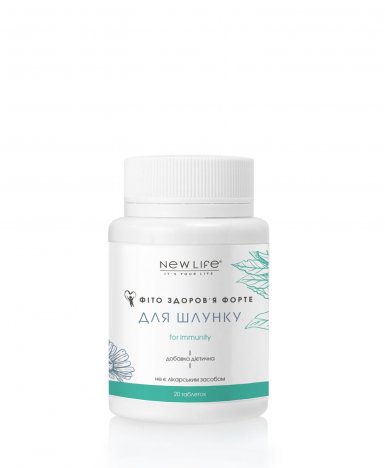 NEW LIFE®
IT'S YOUR LIFE
ФІТО ЗДОРОВ'Я ФОРТЕ
ДЛЯ ШЛУНКУ
for immunity
добавка дієтична
не є лікарським засобом
20 таблеток